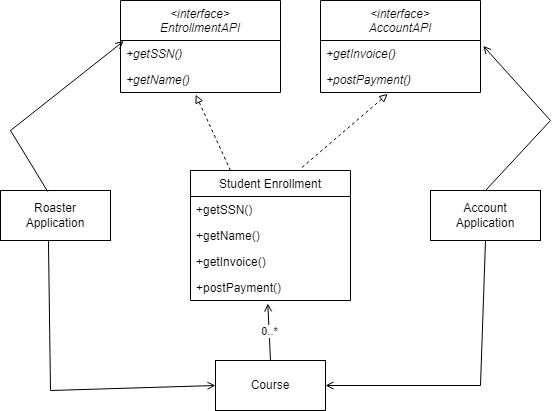 <interface>
EntrollmentAPI
+getSSN()
+getName()
<interface>
AccountAPI
+getInvoice()
+postPayment()
Student Enrollment
+getSSN()
+getName()
+getInvoice()
+postPayment()
Roaster
Application
Account
Application
0..*
Course